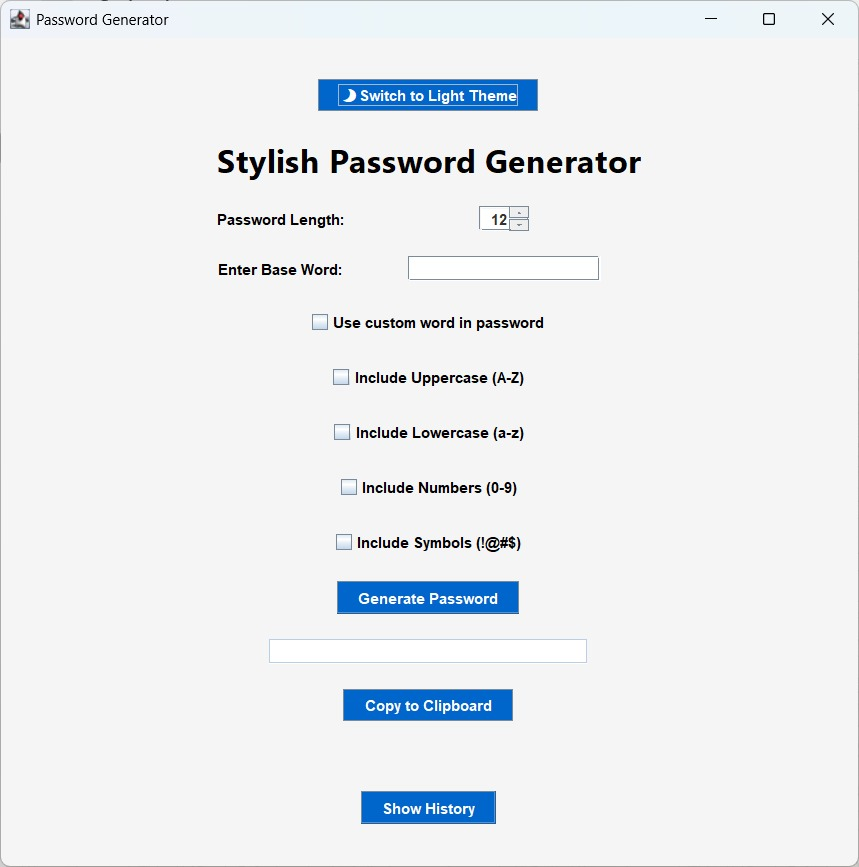 Password Generator
Switch to Light Theme
Stylish Password Generator
Password Length: 12
Enter Base Word:
Use custom word in password
Include Uppercase (A-Z)
Include Lowercase (a-z)
Include Numbers (0-9)
Include Symbols (!@#$)
Generate Password
Copy to Clipboard
Show History